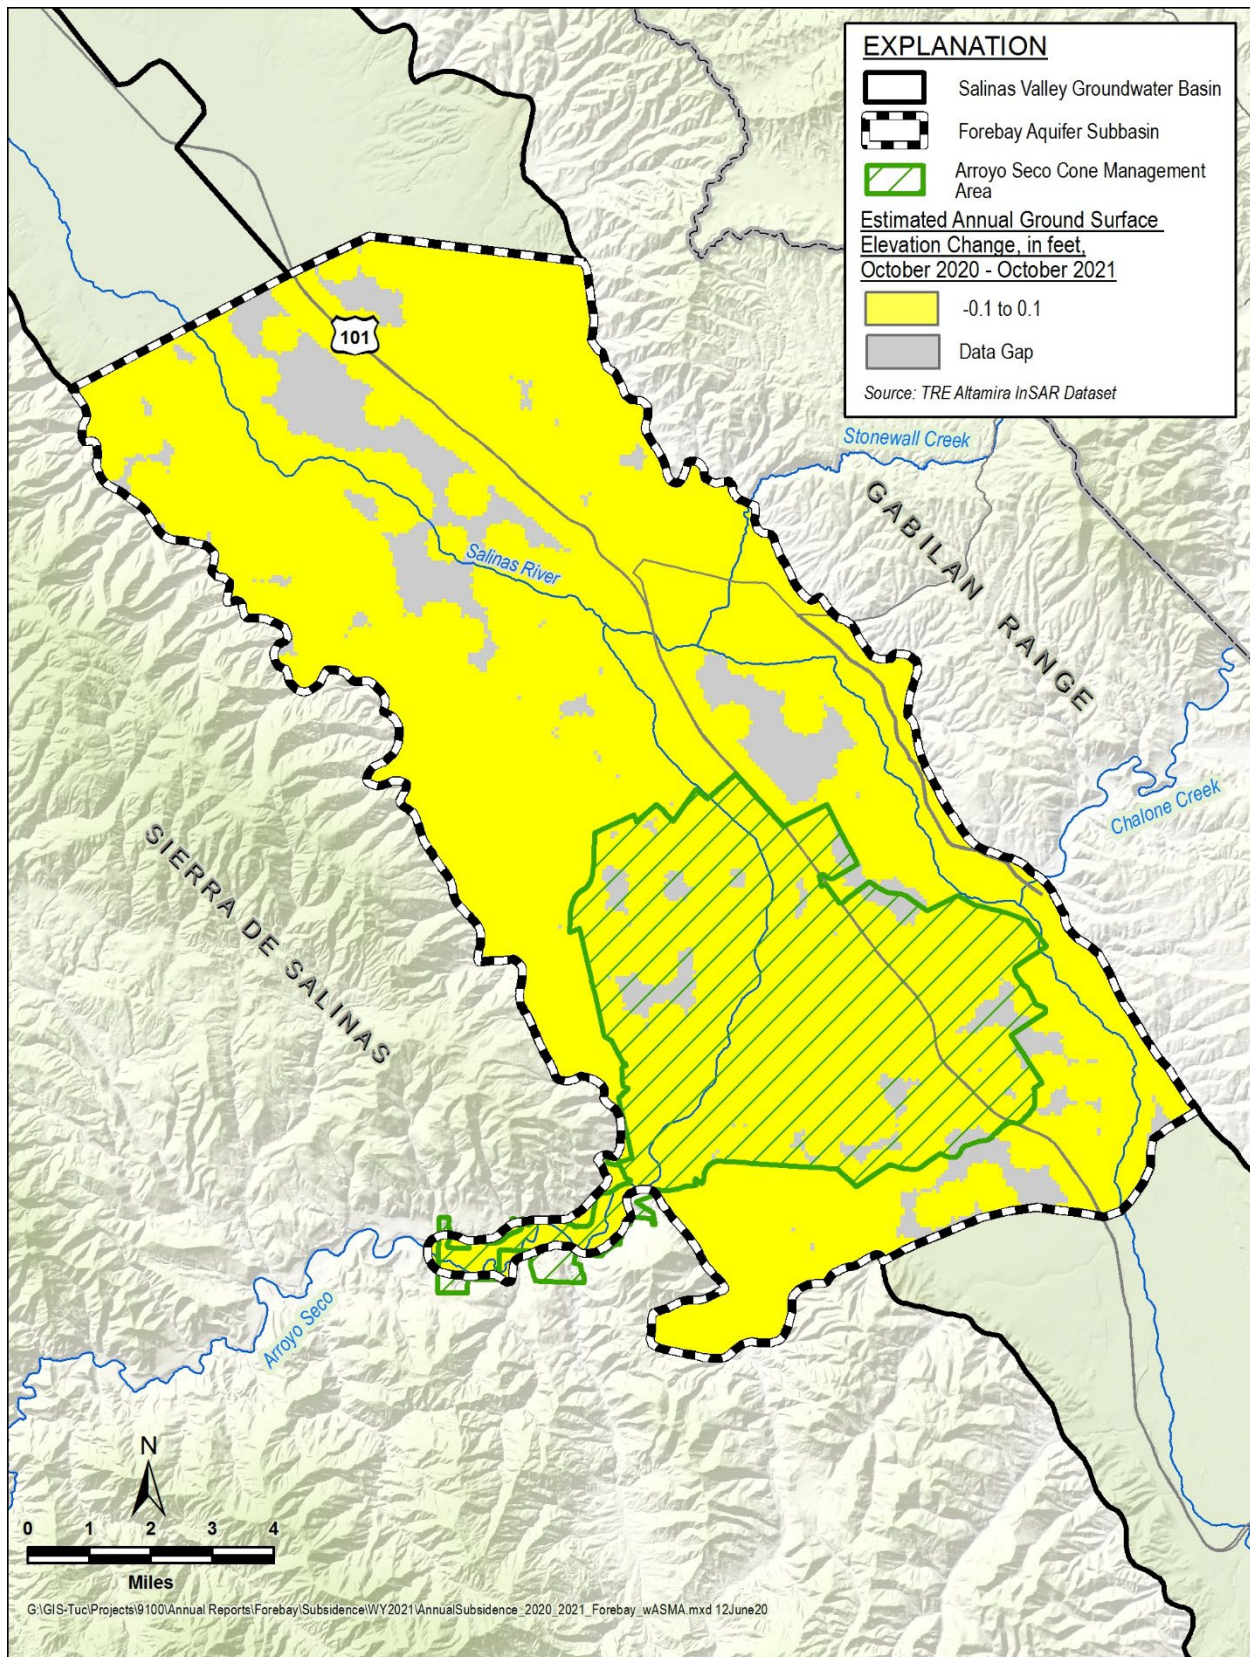 EXPLANATION
Salinas Valley Groundwater Basin
Forebay Aquifer Subbasin
Arroyo Seco Cone Management
Area
Estimated Annual Ground Surface
Elevation Change, in feet,
October 2020 - October 2021
-0.1 to 0.1
Data Gap
Source: TRE Altamira InSAR Dataset
101
Stonewall Creek
GABILAN RANGE
Salinas River
Chalone Creek
SIERRA DE SALINAS
Arroyo Seco
N
0 1 2 3 4
Miles
G:\GIS-Tuc\Projects\9100\Annual Reports\Forebay\Subsidence\WY2021\AnnualSubsidence_2020_2021_Forebay_wASMA.mxd 12June20